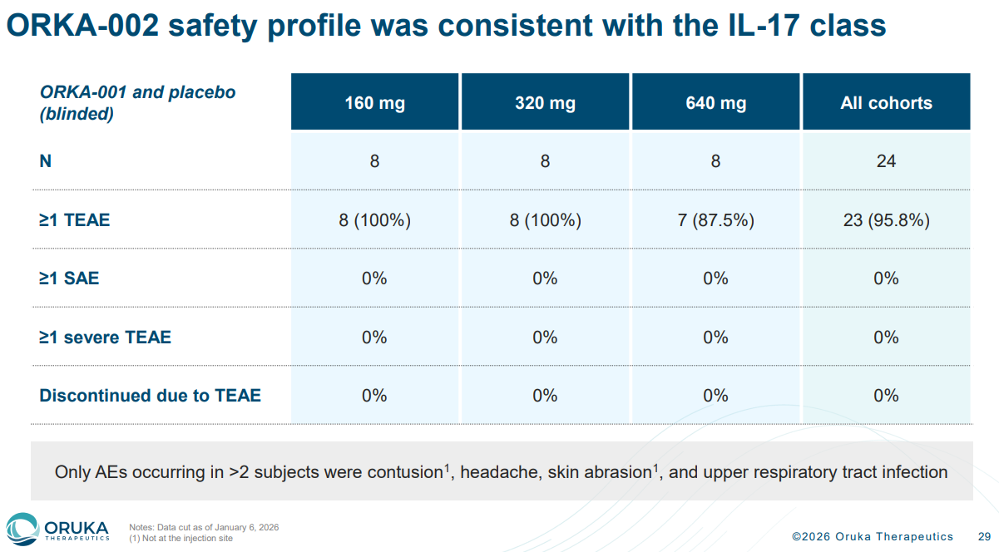 ORKA-002 safety profile was consistent with the IL-17 class
ORKA-001 and placebo
(blinded)
160 mg 320 mg 640 mg All cohorts
N 8 8 8 24
≥1 TEAE 8 (100%) 8 (100%) 7 (87.5%) 23 (95.8%)
≥1 SAE 0% 0% 0% 0%
≥1 severe TEAE 0% 0% 0% 0%
Discontinued due to TEAE 0% 0% 0% 0%
Only AEs occurring in >2 subjects were contusion¹, headache, skin abrasion¹, and upper respiratory tract infection
ORUKA
THERAPEUTICS
Notes: Data cut as of January 6, 2026
(1) Not at the injection site
©2026 Oruka Therapeutics 29